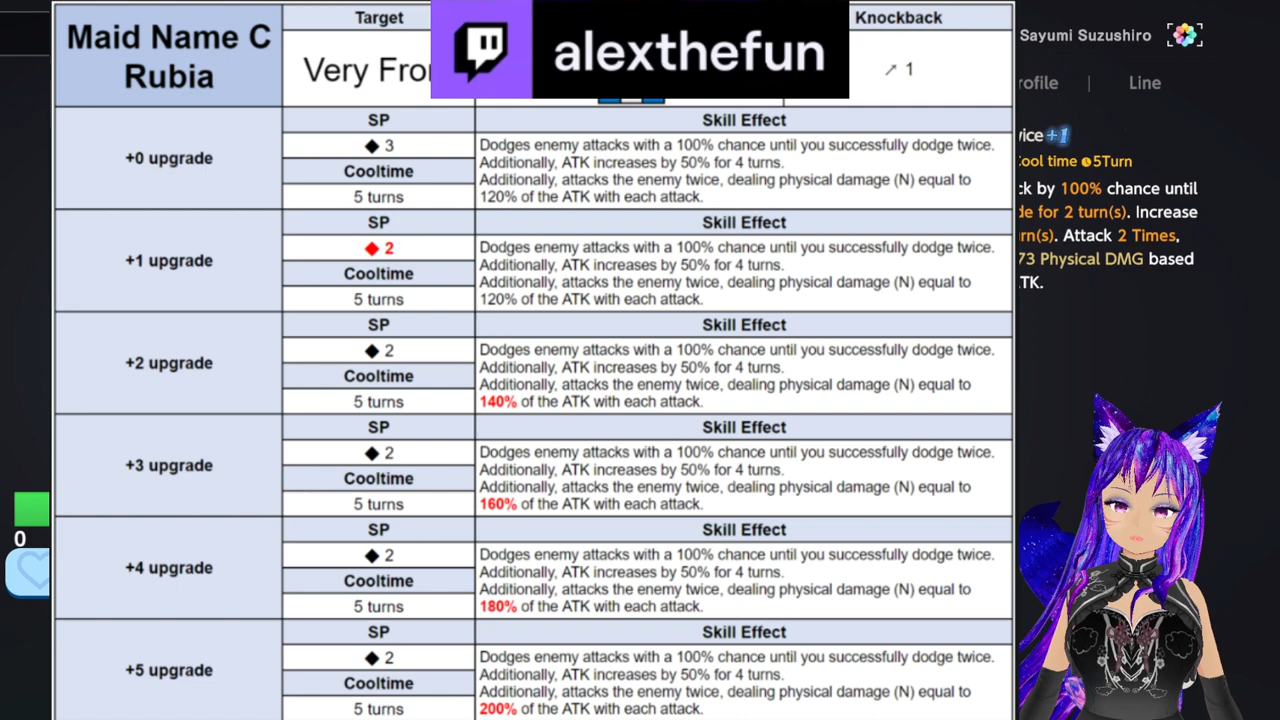 Maid Name C
Rubia
Target
Very Fro
alexthefun
Knockback
↗ 1
+0 upgrade
SP
◆ 3
Cooltime
5 turns
Skill Effect
Dodges enemy attacks with a 100% chance until you successfully dodge twice.
Additionally, ATK increases by 50% for 4 turns.
Additionally, attacks the enemy twice, dealing physical damage (N) equal to
120% of the ATK with each attack.
+1 upgrade
SP
◆ 2
Cooltime
5 turns
Skill Effect
Dodges enemy attacks with a 100% chance until you successfully dodge twice.
Additionally, ATK increases by 50% for 4 turns.
Additionally, attacks the enemy twice, dealing physical damage (N) equal to
120% of the ATK with each attack.
+2 upgrade
SP
◆ 2
Cooltime
5 turns
Skill Effect
Dodges enemy attacks with a 100% chance until you successfully dodge twice.
Additionally, ATK increases by 50% for 4 turns.
Additionally, attacks the enemy twice, dealing physical damage (N) equal to
140% of the ATK with each attack.
+3 upgrade
SP
◆ 2
Cooltime
5 turns
Skill Effect
Dodges enemy attacks with a 100% chance until you successfully dodge twice.
Additionally, ATK increases by 50% for 4 turns.
Additionally, attacks the enemy twice, dealing physical damage (N) equal to
160% of the ATK with each attack.
+4 upgrade
SP
◆ 2
Cooltime
5 turns
Skill Effect
Dodges enemy attacks with a 100% chance until you successfully dodge twice.
Additionally, ATK increases by 50% for 4 turns.
Additionally, attacks the enemy twice, dealing physical damage (N) equal to
180% of the ATK with each attack.
+5 upgrade
SP
◆ 2
Cooltime
5 turns
Skill Effect
Dodges enemy attacks with a 100% chance until you successfully dodge twice.
Additionally, ATK increases by 50% for 4 turns.
Additionally, attacks the enemy twice, dealing physical damage (N) equal to
200% of the ATK with each attack.
Sayumi Suzushiro
rofile | Line
vice +1
Cool time 5Turn
ck by 100% chance until
de for 2 turn(s). Increase
rn(s). Attack 2 Times,
73 Physical DMG based
TK.
0